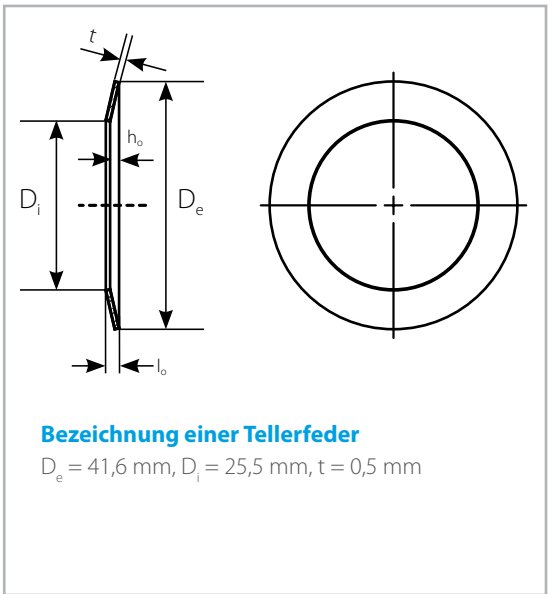 t
hₒ
Dᵢ
Dₑ
lₒ
Bezeichnung einer Tellerfeder
Dₑ = 41,6 mm, Dᵢ = 25,5 mm, t = 0,5 mm